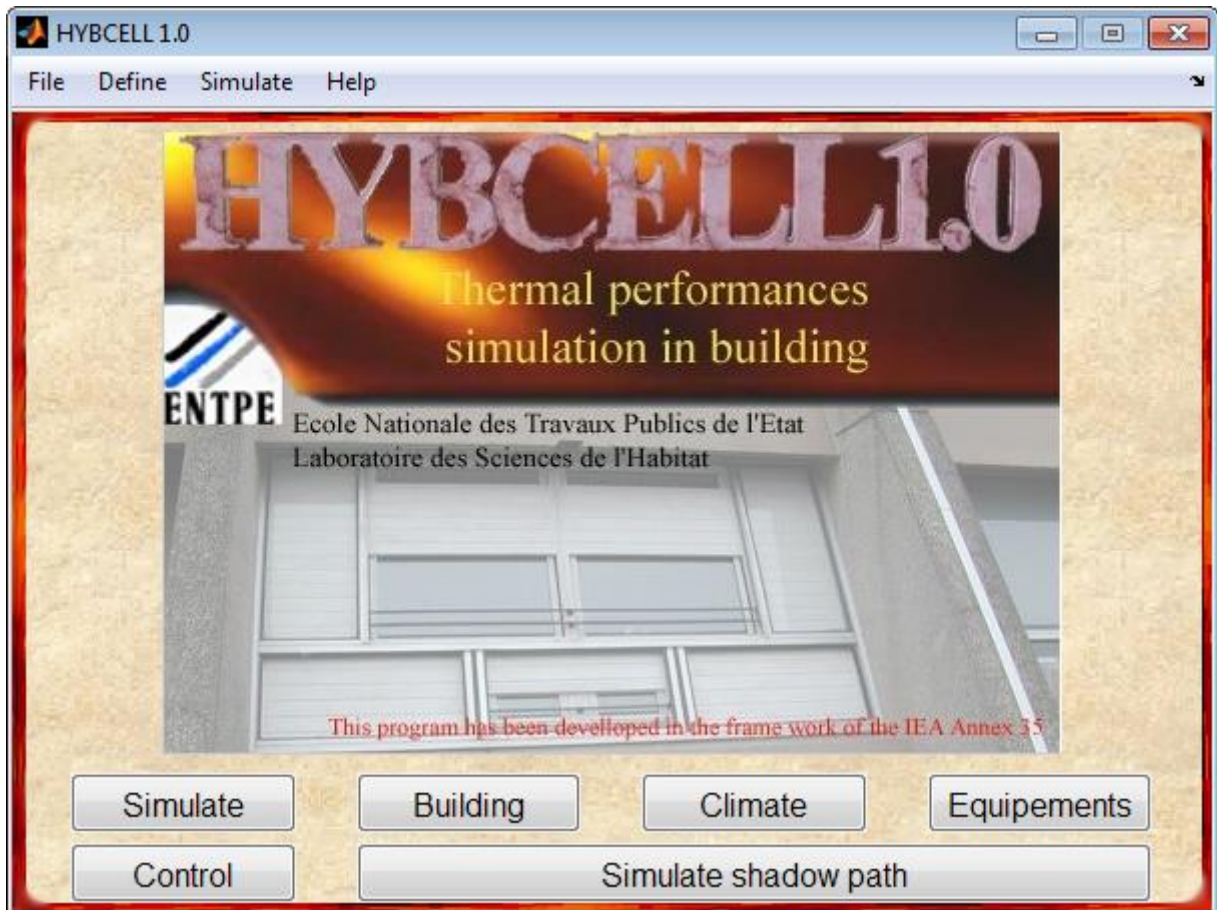 HYBCELL 1.0
File Define Simulate Help
HYBCELL1.0
Thermal performances
simulation in building
ENTPE
Ecole Nationale des Travaux Publics de l'Etat
Laboratoire des Sciences de l'Habitat
This program has been develloped in the frame work of the IEA Annex 35
Simulate Building Climate Equipements
Control Simulate shadow path